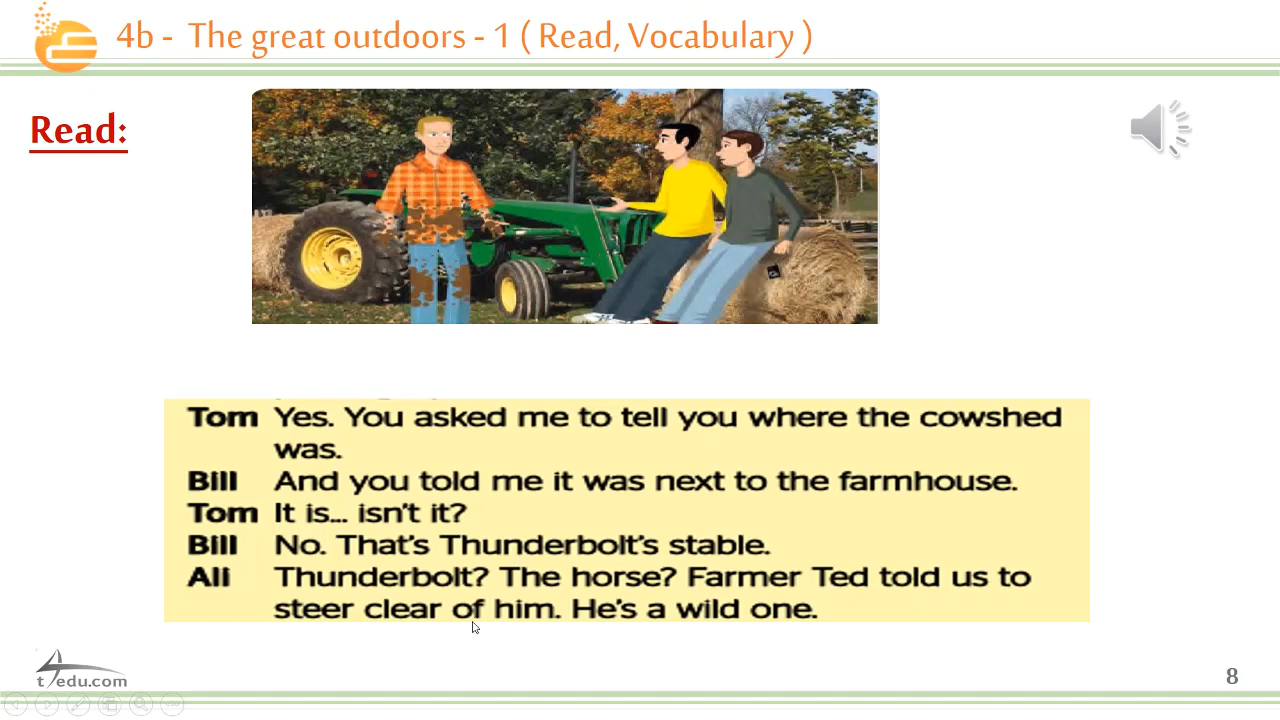 4b - The great outdoors - 1 ( Read, Vocabulary )
Read:
Tom Yes. You asked me to tell you where the cowshed
was.
Bill And you told me it was next to the farmhouse.
Tom It is... isn't it?
Bill No. That's Thunderbolt's stable.
Ali Thunderbolt? The horse? Farmer Ted told us to
steer clear of him. He's a wild one.
t4edu.com
8